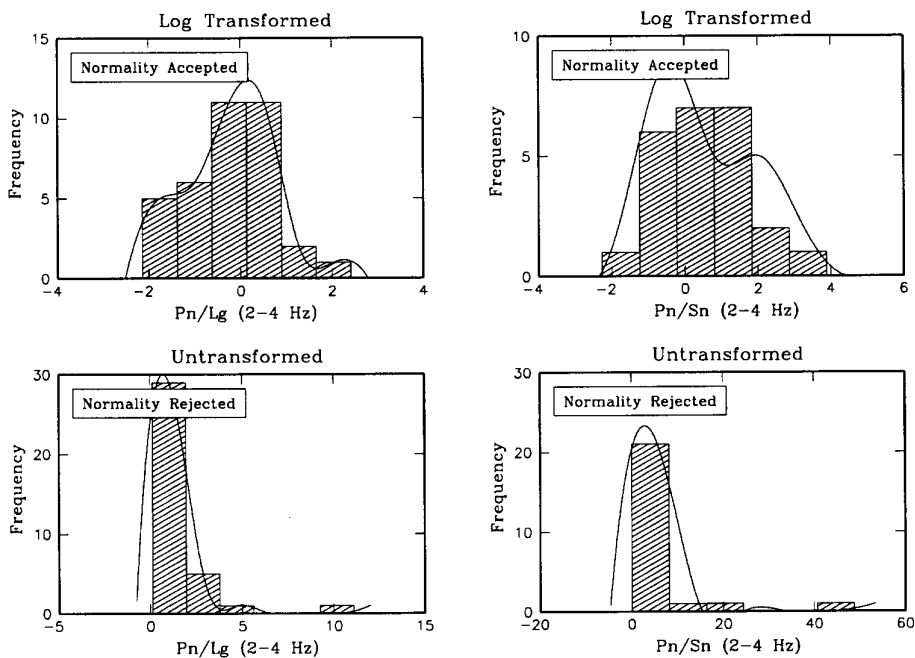 Log Transformed
15
10
5
0
Frequency
Normality Accepted
−4 −2 0 2 4
Pn/Lg (2−4 Hz)
Log Transformed
10
5
0
Frequency
Normality Accepted
−4 −2 0 2 4 6
Pn/Sn (2−4 Hz)
Untransformed
30
20
10
0
Frequency
Normality Rejected
−5 0 5 10 15
Pn/Lg (2−4 Hz)
Untransformed
30
20
10
0
Frequency
Normality Rejected
−20 0 20 40 60
Pn/Sn (2−4 Hz)